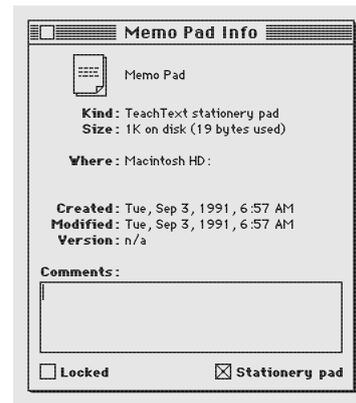 Memo Pad Info
Memo Pad
Kind: TeachText stationery pad
Size: 1K on disk (19 bytes used)
Where: Macintosh HD:
Created: Tue, Sep 3, 1991, 6:57 AM
Modified: Tue, Sep 3, 1991, 6:57 AM
Version: n/a
Comments:
Locked Stationery pad